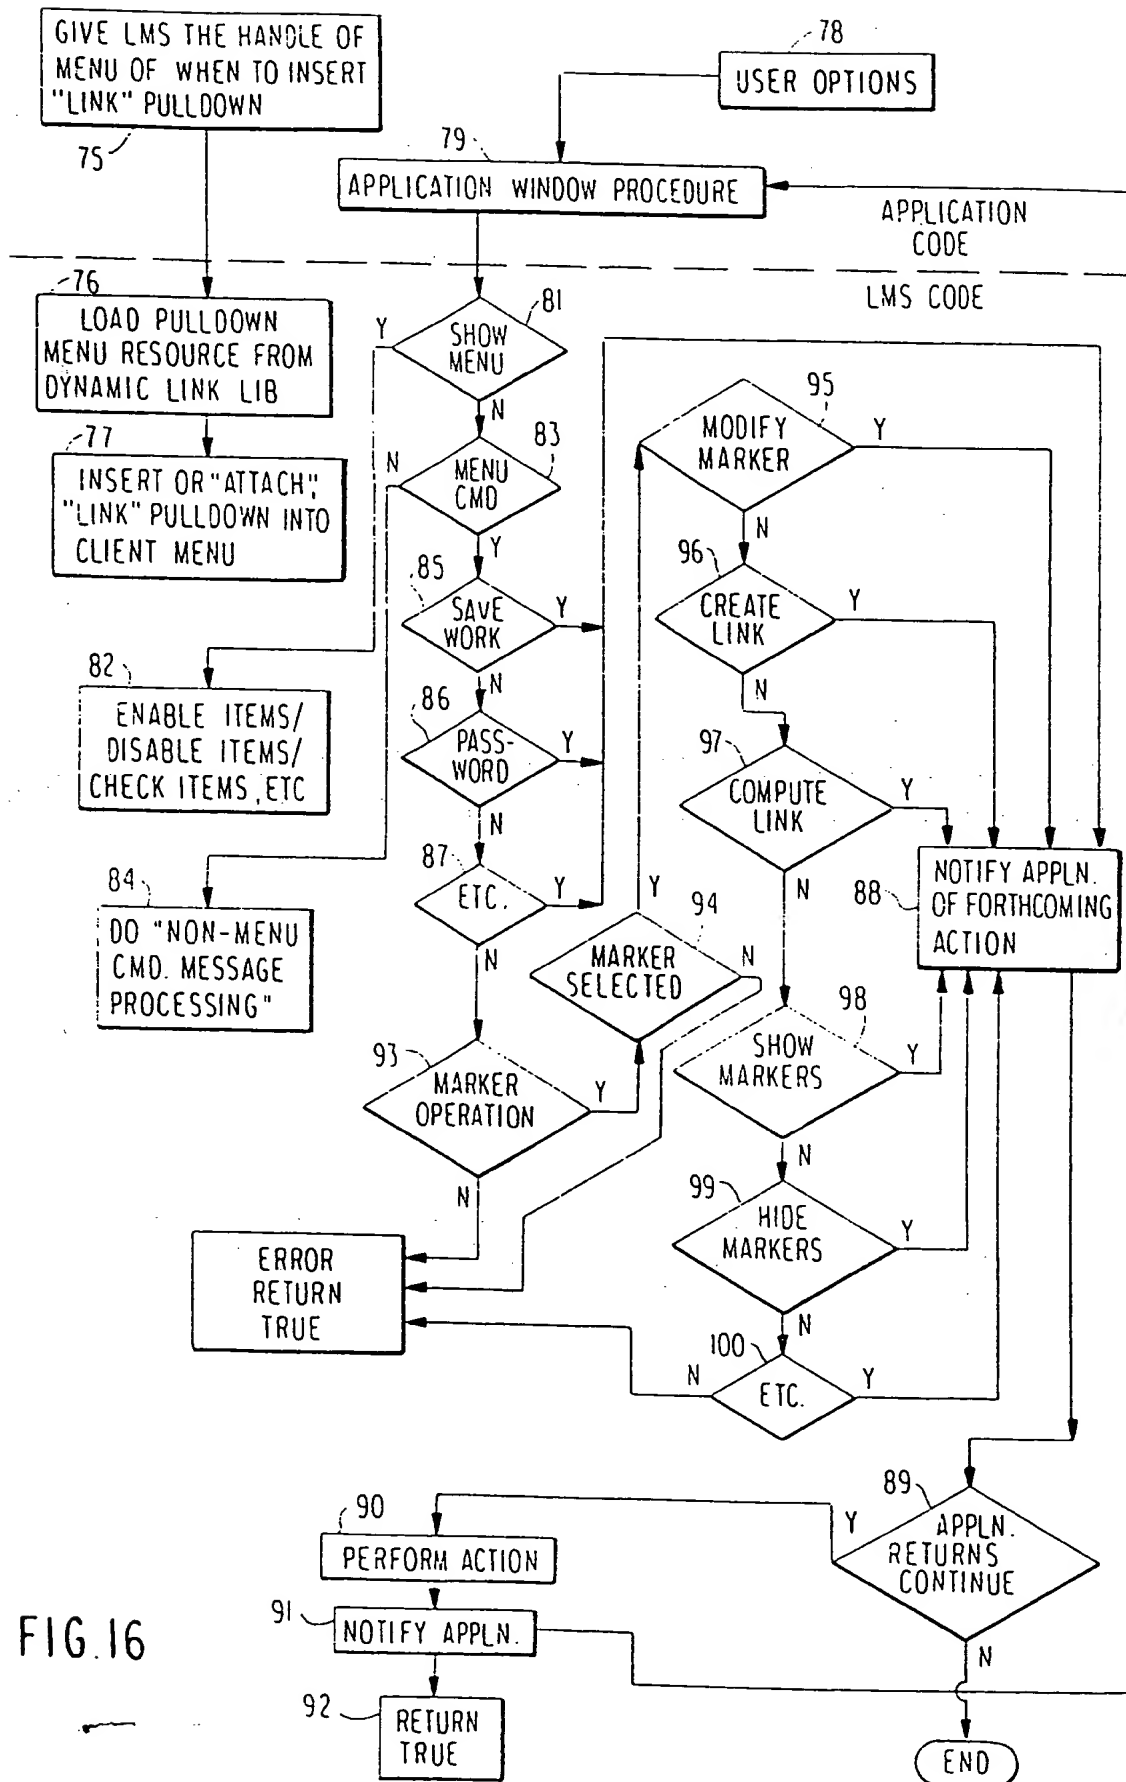 GIVE LMS THE HANDLE OF
MENU OF WHEN TO INSERT
"LINK" PULLDOWN
75
78
USER OPTIONS
79
APPLICATION WINDOW PROCEDURE
APPLICATION
CODE
LMS CODE
76
LOAD PULLDOWN
MENU RESOURCE FROM
DYNAMIC LINK LIB
77
INSERT OR "ATTACH",
"LINK" PULLDOWN INTO
CLIENT MENU
81
Y
SHOW
MENU
N
83
N
MENU
CMD
Y
85
SAVE
WORK
Y
N
82
ENABLE ITEMS/
DISABLE ITEMS/
CHECK ITEMS, ETC
86
PASS-
WORD
Y
N
84
DO "NON-MENU
CMD. MESSAGE
PROCESSING"
87
ETC.
Y
N
93
MARKER
OPERATION
Y
N
94
Y
N
MARKER
SELECTED
95
MODIFY
MARKER
Y
N
96
CREATE
LINK
Y
N
97
COMPUTE
LINK
Y
N
88
NOTIFY APPLN.
OF FORTHCOMING
ACTION
98
SHOW
MARKERS
Y
N
99
HIDE
MARKERS
Y
N
100
ETC.
N
Y
ERROR
RETURN
TRUE
89
APPLN.
RETURNS
CONTINUE
Y
N
90
PERFORM ACTION
91
NOTIFY APPLN.
92
RETURN
TRUE
END
FIG.16